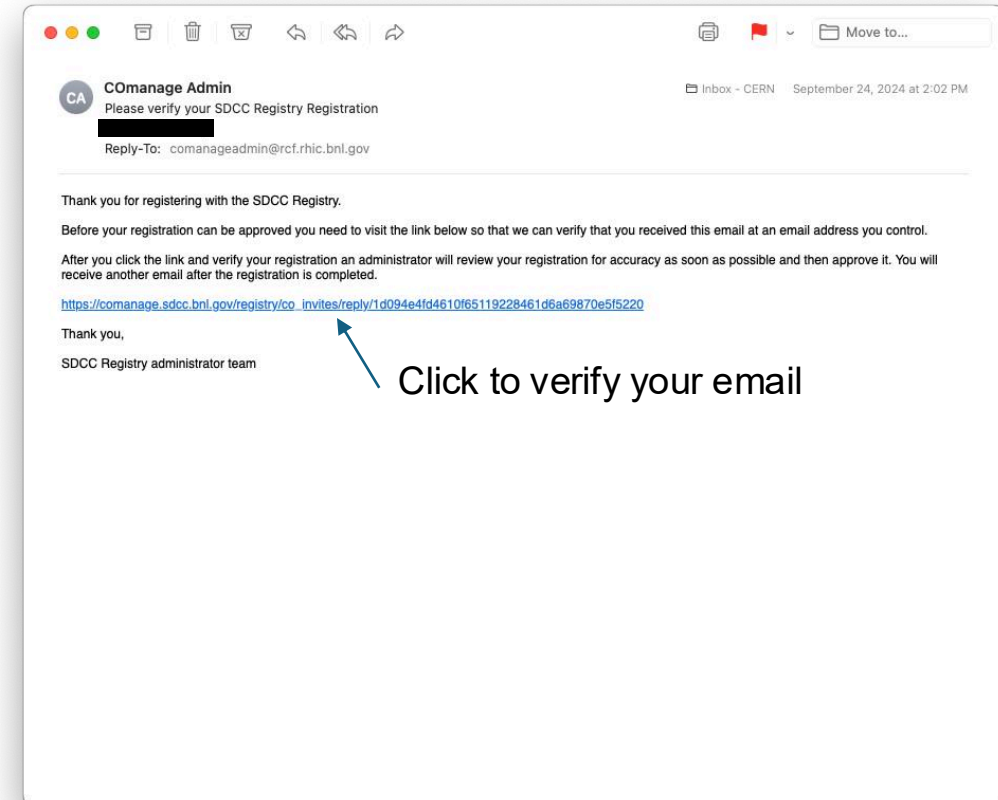 Move to...
CA
COmanage Admin
Inbox - CERN September 24, 2024 at 2:02 PM
Please verify your SDCC Registry Registration
Reply-To: comanageadmin@rcf.rhic.bnl.gov
Thank you for registering with the SDCC Registry.
Before your registration can be approved you need to visit the link below so that we can verify that you received this email at an email address you control.
After you click the link and verify your registration an administrator will review your registration for accuracy as soon as possible and then approve it. You will
receive another email after the registration is completed.
https://comanage.sdcc.bnl.gov/registry/co_invites/reply/1d094e4fd4610f65119228461d6a69870e5f5220
Thank you,
SDCC Registry administrator team
Click to verify your email